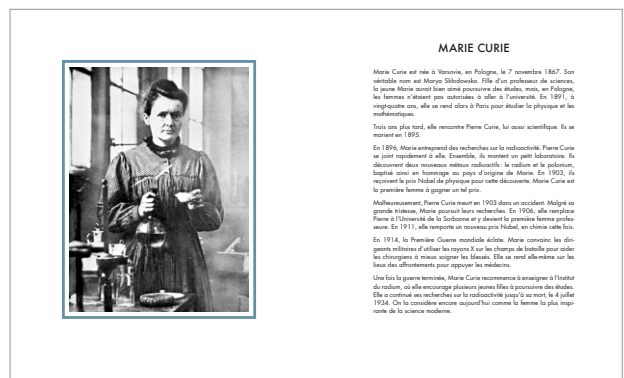 MARIE CURIE
Marie Curie est née à Varsovie, en Pologne, le 7 novembre 1867. Son
véritable nom est Marya Skłodowska. Fille d'un professeur de sciences,
la jeune Marie aurait bien aimé poursuivre des études, mais, en Pologne,
les femmes n'étaient pas autorisées à aller à l'université. En 1891, à
vingt-quatre ans, elle se rend alors à Paris pour étudier la physique et les
mathématiques.
Trois ans plus tard, elle rencontre Pierre Curie, lui aussi scientifique. Ils se
marient en 1895.
En 1896, Marie entreprend des recherches sur la radioactivité. Pierre Curie
se joint rapidement à elle. Ensemble, ils montent un petit laboratoire. Ils
découvrent deux nouveaux métaux radioactifs : le radium et le polonium,
baptisé ainsi en hommage au pays d'origine de Marie. En 1903, ils
reçoivent le prix Nobel de physique pour cette découverte. Marie Curie est
la première femme à gagner un tel prix.
Malheureusement, Pierre Curie meurt en 1903 dans un accident. Malgré sa
grande tristesse, Marie poursuit leurs recherches. En 1906, elle remplace
Pierre à l'Université de la Sorbonne et y devient la première femme profes-
seure. En 1911, elle remporte un nouveau prix Nobel, en chimie cette fois.
En 1914, la Première Guerre mondiale éclate. Marie convainc les diri-
geants militaires d'utiliser les rayons X sur les champs de bataille pour aider
les chirurgiens à mieux soigner les blessés. Elle se rend elle-même sur les
lieux des affrontements pour appuyer les médecins.
Une fois la guerre terminée, Marie Curie recommence à enseigner à l'Institut
du radium, où elle encourage plusieurs jeunes filles à poursuivre des études.
Elle a continué ses recherches sur la radioactivité jusqu'à sa mort, le 4 juillet
1934. On la considère encore aujourd'hui comme la femme la plus inspi-
rante de la science moderne.